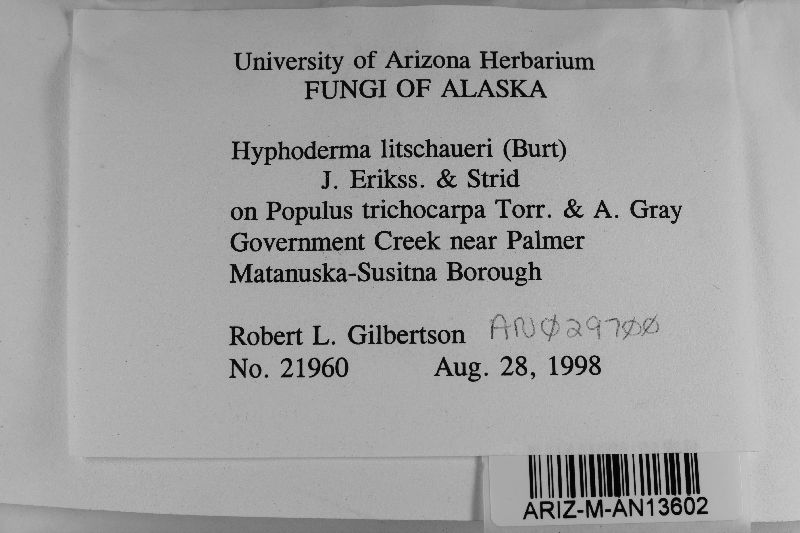 University of Arizona Herbarium
FUNGI OF ALASKA
Hyphoderma litschaueri (Burt)
J. Erikss. & Strid
on Populus trichocarpa Torr. & A. Gray
Government Creek near Palmer
Matanuska-Susitna Borough
Robert L. Gilbertson ANØ297ØØ
No. 21960 Aug. 28, 1998
ARIZ-M-AN13602